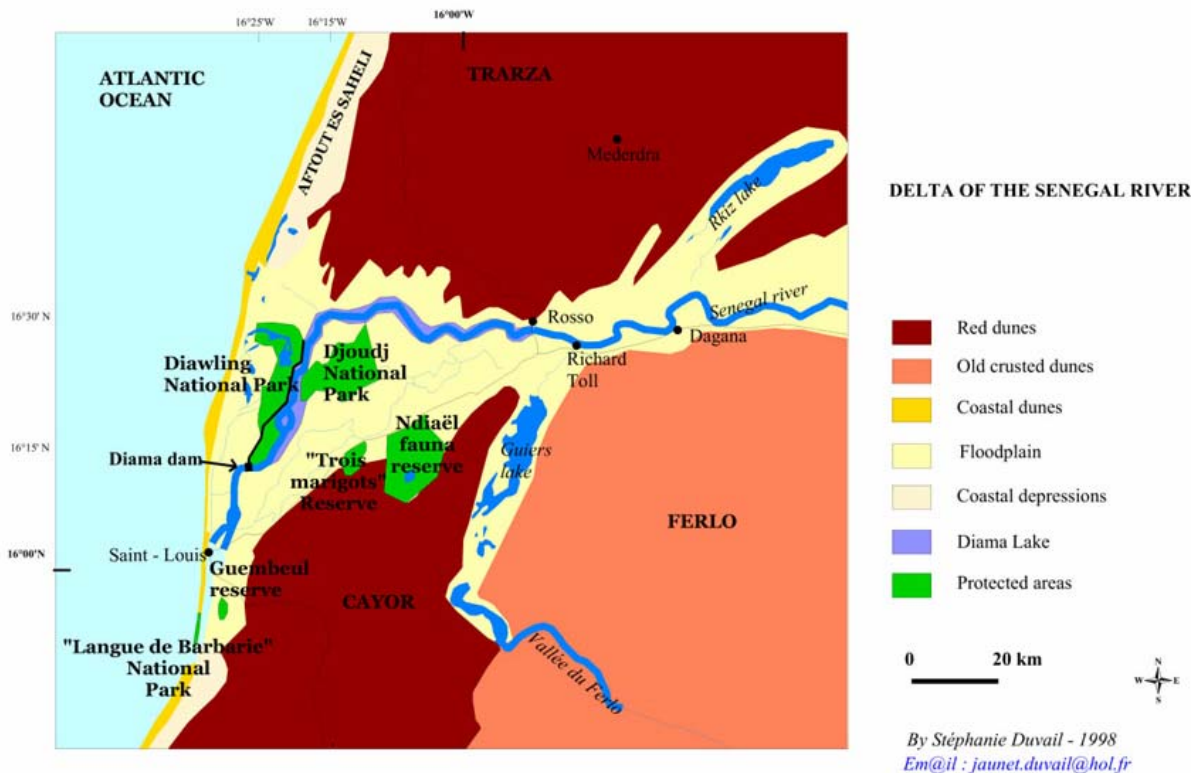 16°25'W
16°15'W
16°00'W
ATLANTIC
OCEAN
AFTOUT ES SAHELI
TRARZA
Mederdra
Rkiz lake
DELTA OF THE SENEGAL RIVER
16°30'N
Rosso
Senegal river
Dagana
Richard
Toll
Diawling
National Park
Djoudj
National
Park
Ndiaël
fauna
reserve
16°15' N
Diama dam
"Trois
marigots"
Reserve
Guiers
lake
FERLO
Saint - Louis
16°00'N
Guembeul
reserve
CAYOR
"Langue de Barbarie"
National
Park
Vallée du Ferlo
Red dunes
Old crusted dunes
Coastal dunes
Floodplain
Coastal depressions
Diama Lake
Protected areas
0 20 km
N
W E
S
By Stéphanie Duvail - 1998
Em@il : jaunet.duvail@hol.fr